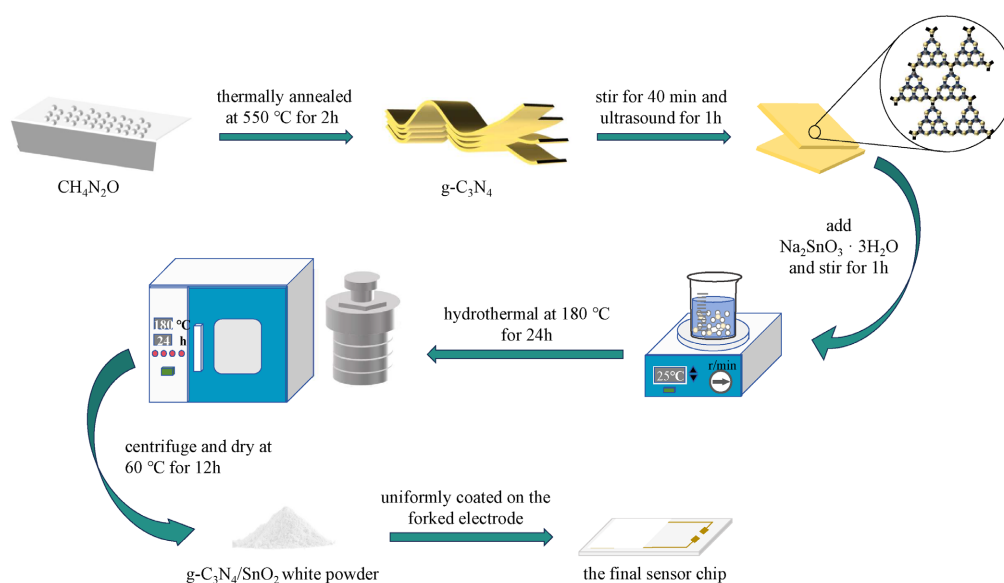 thermally annealed
at 550 °C for 2h
stir for 40 min and
ultrasound for 1h
CH₄N₂O
g-C₃N₄
add
Na₂SnO₃ · 3H₂O
and stir for 1h
180 °C
24 h
hydrothermal at 180 °C
for 24h
r/min
25°C
centrifuge and dry at
60 °C for 12h
uniformly coated on the
forked electrode
g-C₃N₄/SnO₂ white powder
the final sensor chip